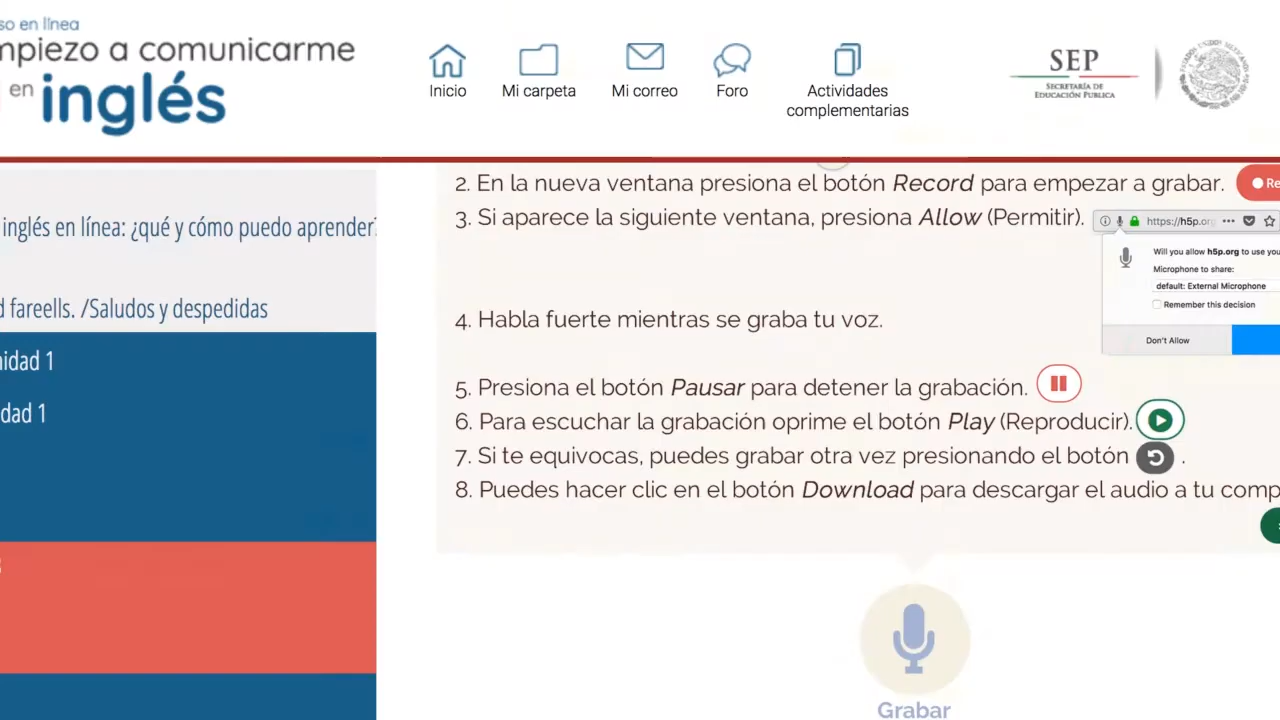 so en línea
mpiezo a comunicarme
en inglés
Inicio
Mi carpeta
Mi correo
Foro
Actividades
complementarias
SEP
SECRETARÍA DE
EDUCACIÓN PÚBLICA
inglés en línea: ¿qué y cómo puedo aprender?
d fareells. /Saludos y despedidas
nidad 1
dad 1
2. En la nueva ventana presiona el botón Record para empezar a grabar.
Re
3. Si aparece la siguiente ventana, presiona Allow (Permitir).
https://h5p.org
Will you allow h5p.org to use you
Microphone to share:
default: External Microphone
Remember this decision
Don't Allow
4. Habla fuerte mientras se graba tu voz.
5. Presiona el botón Pausar para detener la grabación.
6. Para escuchar la grabación oprime el botón Play (Reproducir).
7. Si te equivocas, puedes grabar otra vez presionando el botón .
8. Puedes hacer clic en el botón Download para descargar el audio a tu comp
Grabar